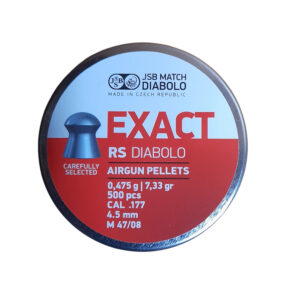 JSB
JSB MATCH
DIABOLO
MADE IN CZECH REPUBLIC
EXACT
RS DIABOLO
CAREFULLY
SELECTED
AIRGUN PELLETS
0,475 g | 7,33 gr
500 pcs
CAL .177
4.5 mm
M 47/08